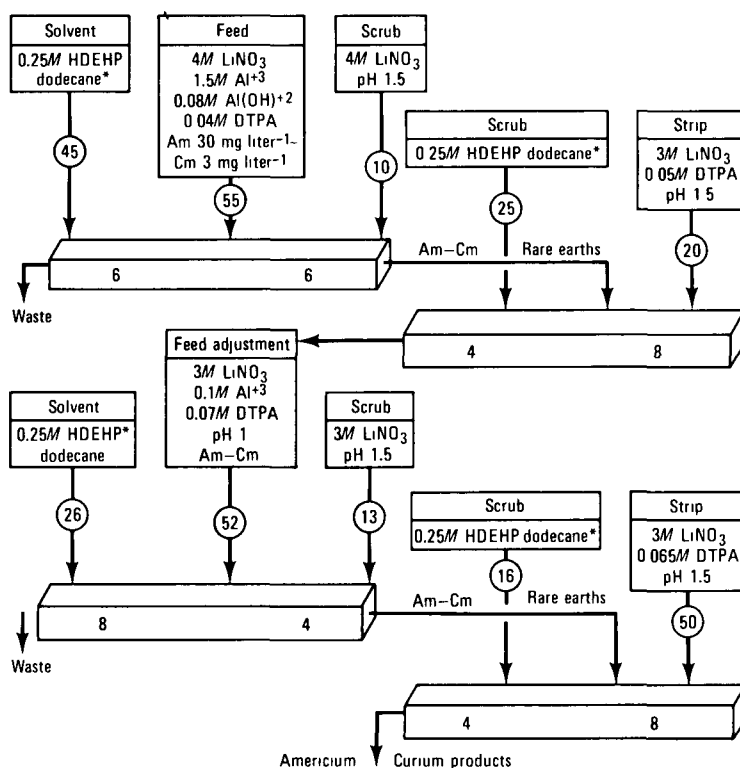 Solvent
0.25M HDEHP
dodecane*
Feed
4M LiNO3
1.5M Al+3
0.08M Al(OH)+2
0.04M DTPA
Am 30 mg liter-1-
Cm 3 mg liter-1
Scrub
4M LiNO3
pH 1.5
45
55
10
Scrub
0 25M HDEHP dodecane*
Strip
3M LiNO3
0 05M DTPA
pH 1 5
25
20
6
6
Am-Cm
Rare earths
Waste
4
8
Feed adjustment
3M LiNO3
0.1M Al+3
0.07M DTPA
pH 1
Am-Cm
Solvent
0.25M HDEHP*
dodecane
Scrub
3M LiNO3
pH 1.5
26
52
13
Scrub
0.25M HDEHP dodecane*
Strip
3M LiNO3
0 065M DTPA
pH 1.5
16
50
8
4
Am-Cm
Rare earths
Waste
4
8
Americium
Curium products